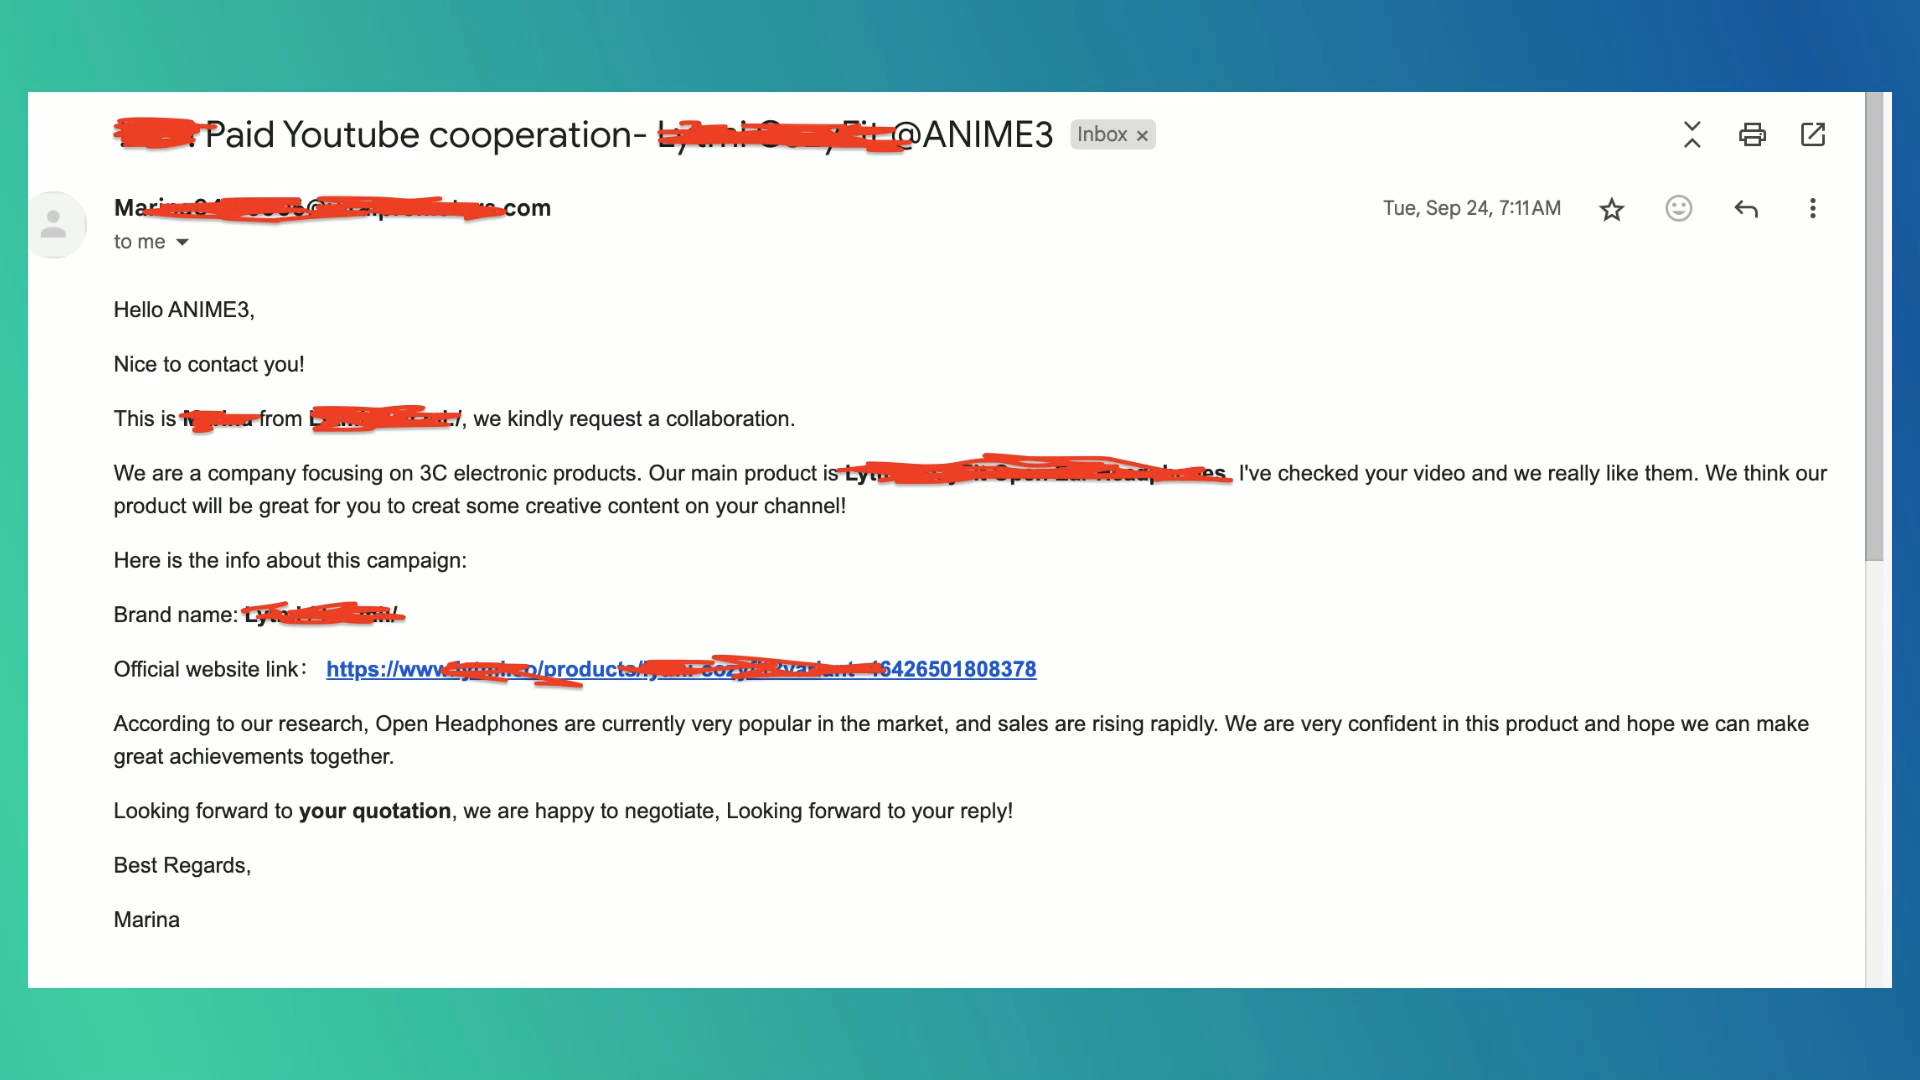 Paid Youtube cooperation- @ANIME3 Inbox ×
.com
Tue, Sep 24, 7:11 AM
to me
Hello ANIME3,
Nice to contact you!
This is from , we kindly request a collaboration.
We are a company focusing on 3C electronic products. Our main product is I've checked your video and we really like them. We think our
product will be great for you to creat some creative content on your channel!
Here is the info about this campaign:
Brand name:
Official website link： https://www /products/ 6426501808378
According to our research, Open Headphones are currently very popular in the market, and sales are rising rapidly. We are very confident in this product and hope we can make
great achievements together.
Looking forward to your quotation, we are happy to negotiate, Looking forward to your reply!
Best Regards,
Marina